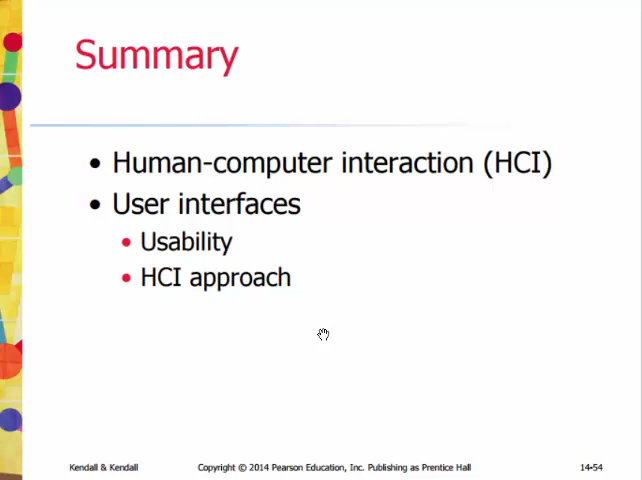 Summary
• Human-computer interaction (HCI)
• User interfaces
• Usability
• HCI approach
Kendall & Kendall Copyright © 2014 Pearson Education, Inc. Publishing as Prentice Hall 14-54